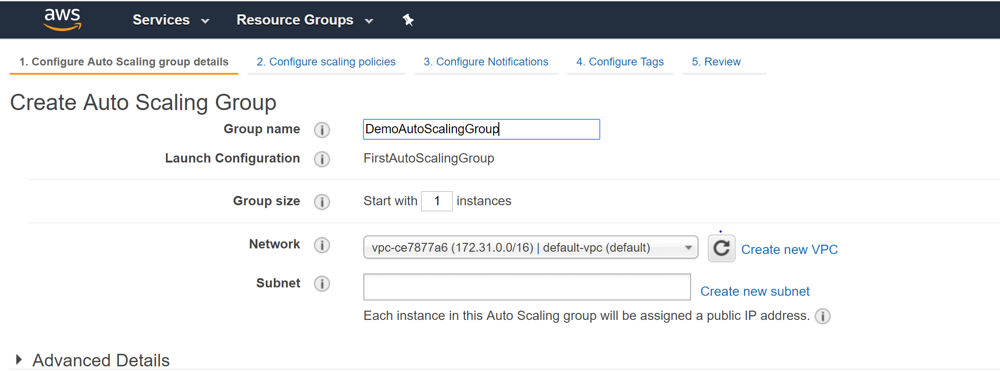 aws Services Resource Groups
1. Configure Auto Scaling group details 2. Configure scaling policies 3. Configure Notifications 4. Configure Tags 5. Review
Create Auto Scaling Group
Group name i DemoAutoScalingGroup
Launch Configuration i FirstAutoScalingGroup
Group size i Start with 1 instances
Network i vpc-ce7877a6 (172.31.0.0/16) | default-vpc (default) Create new VPC
Subnet i Create new subnet
Each instance in this Auto Scaling group will be assigned a public IP address. i
Advanced Details